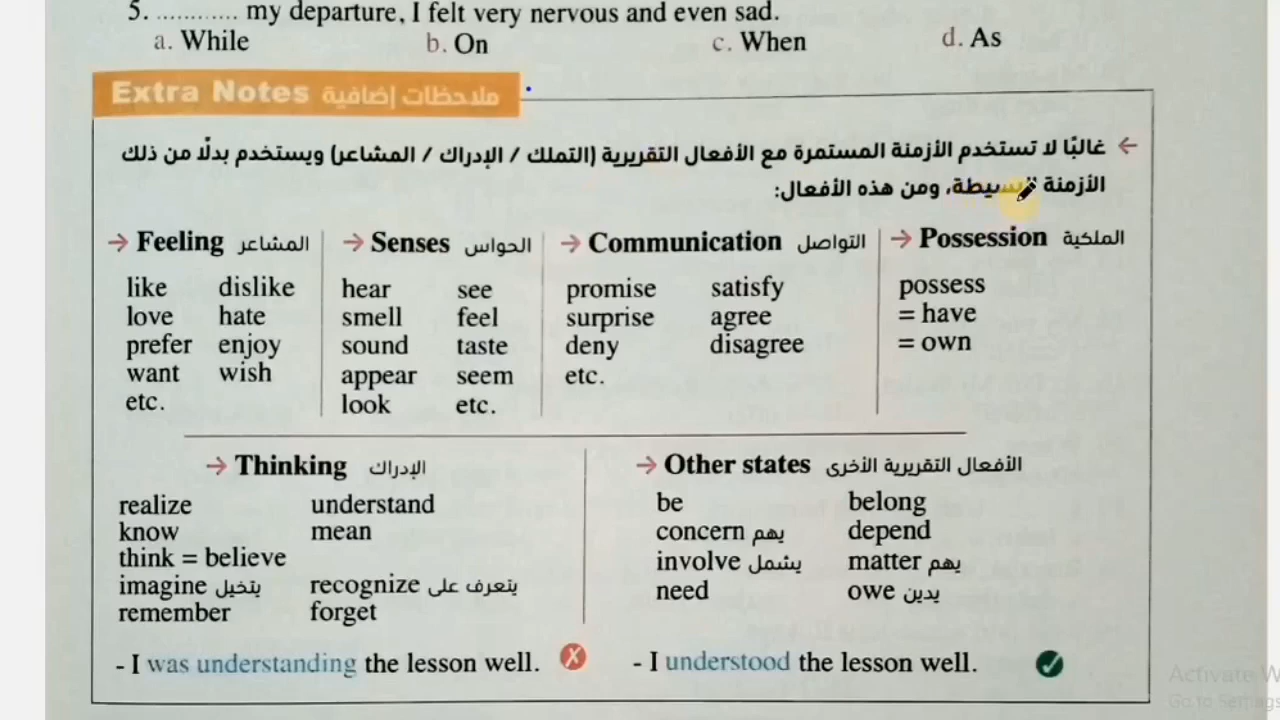 5. ............ my departure, I felt very nervous and even sad.
a. While b. On c. When d. As
Extra Notes ملاحظات إضافية
← غالبًا لا تستخدم الأزمنة المستمرة مع الأفعال التقريرية (التملك / الإدراك / المشاعر) ويستخدم بدلًا من ذلك
الأزمنة البسيطة، ومن هذه الأفعال:
→ Feeling المشاعر → Senses الحواس → Communication التواصل → Possession الملكية
like dislike hear see promise satisfy possess
love hate smell feel surprise agree = have
prefer enjoy sound taste deny disagree = own
want wish appear seem etc.
etc. look etc.
→ Thinking الإدراك → Other states الأفعال التقريرية الأخرى
realize understand be belong
know mean concern يهم depend
think = believe involve يشمل matter يهم
imagine يتخيل recognize يتعرف على need owe يدين
remember forget
- I was understanding the lesson well. - I understood the lesson well.
Activate W
Go to Settings